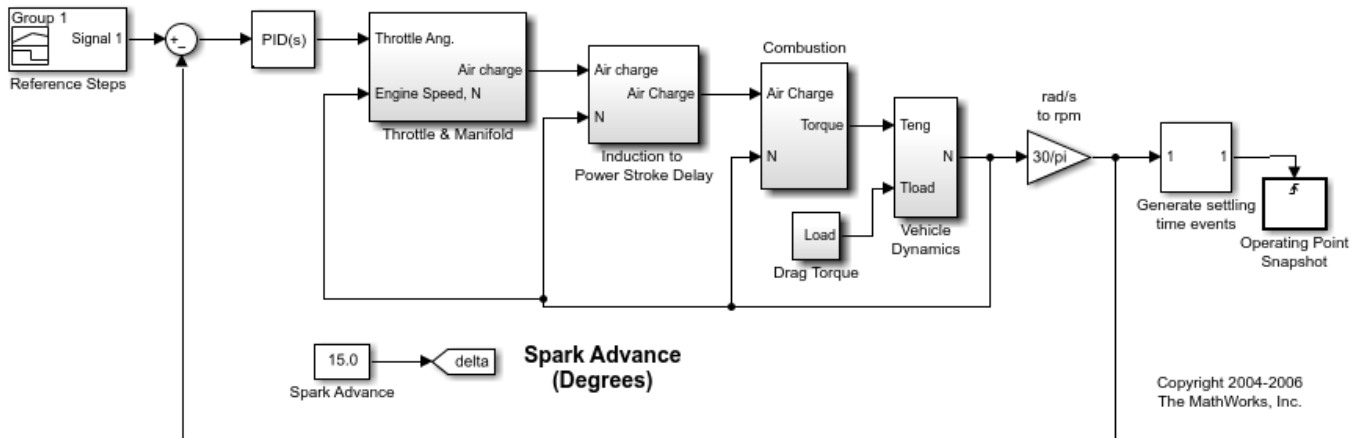 Group 1
Signal 1
Reference Steps
+
_
PID(s)
Throttle Ang.
Air charge
Engine Speed, N
Throttle & Manifold
Air charge
Air Charge
N
Induction to
Power Stroke Delay
Combustion
Air Charge
Torque
N
Load
Drag Torque
Teng
N
Tload
Vehicle
Dynamics
rad/s
to rpm
30/pi
1
1
Generate settling
time events
Operating Point
Snapshot
15.0
Spark Advance
delta
Spark Advance
(Degrees)
Copyright 2004-2006
The MathWorks, Inc.